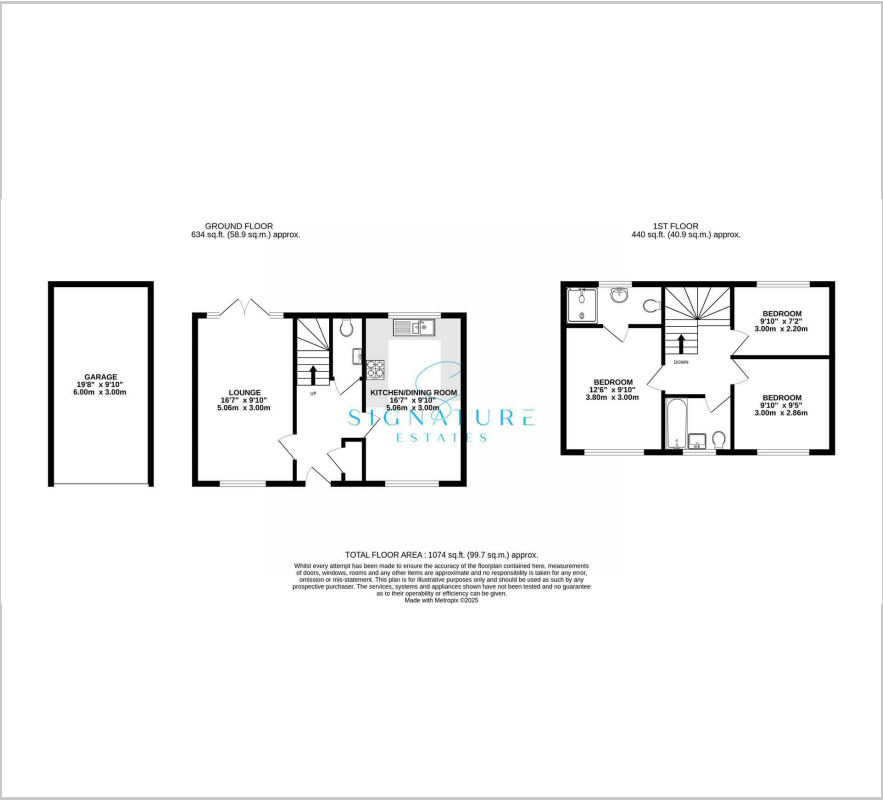 GROUND FLOOR
634 sq.ft. (58.9 sq.m.) approx.
1ST FLOOR
440 sq.ft. (40.9 sq.m.) approx.
GARAGE
19'8" x 9'10"
6.00m x 3.00m
LOUNGE
16'7" x 9'10"
5.06m x 3.00m
UP
KITCHEN/DINING ROOM
16'7" x 9'10"
5.06m x 3.00m
SIGNATURE
ESTATES
BEDROOM
12'6" x 9'10"
3.80m x 3.00m
DOWN
BEDROOM
9'10" x 7'2"
3.00m x 2.20m
BEDROOM
9'10" x 9'5"
3.00m x 2.86m
TOTAL FLOOR AREA : 1074 sq.ft. (99.7 sq.m.) approx.
Whilst every attempt has been made to ensure the accuracy of the floorplan contained here, measurements
of doors, windows, rooms and any other items are approximate and no responsibility is taken for any error,
omission or mis-statement. This plan is for illustrative purposes only and should be used as such by any
prospective purchaser. The services, systems and appliances shown have not been tested and no guarantee
as to their operability or efficiency can be given.
Made with Metropix ©2025